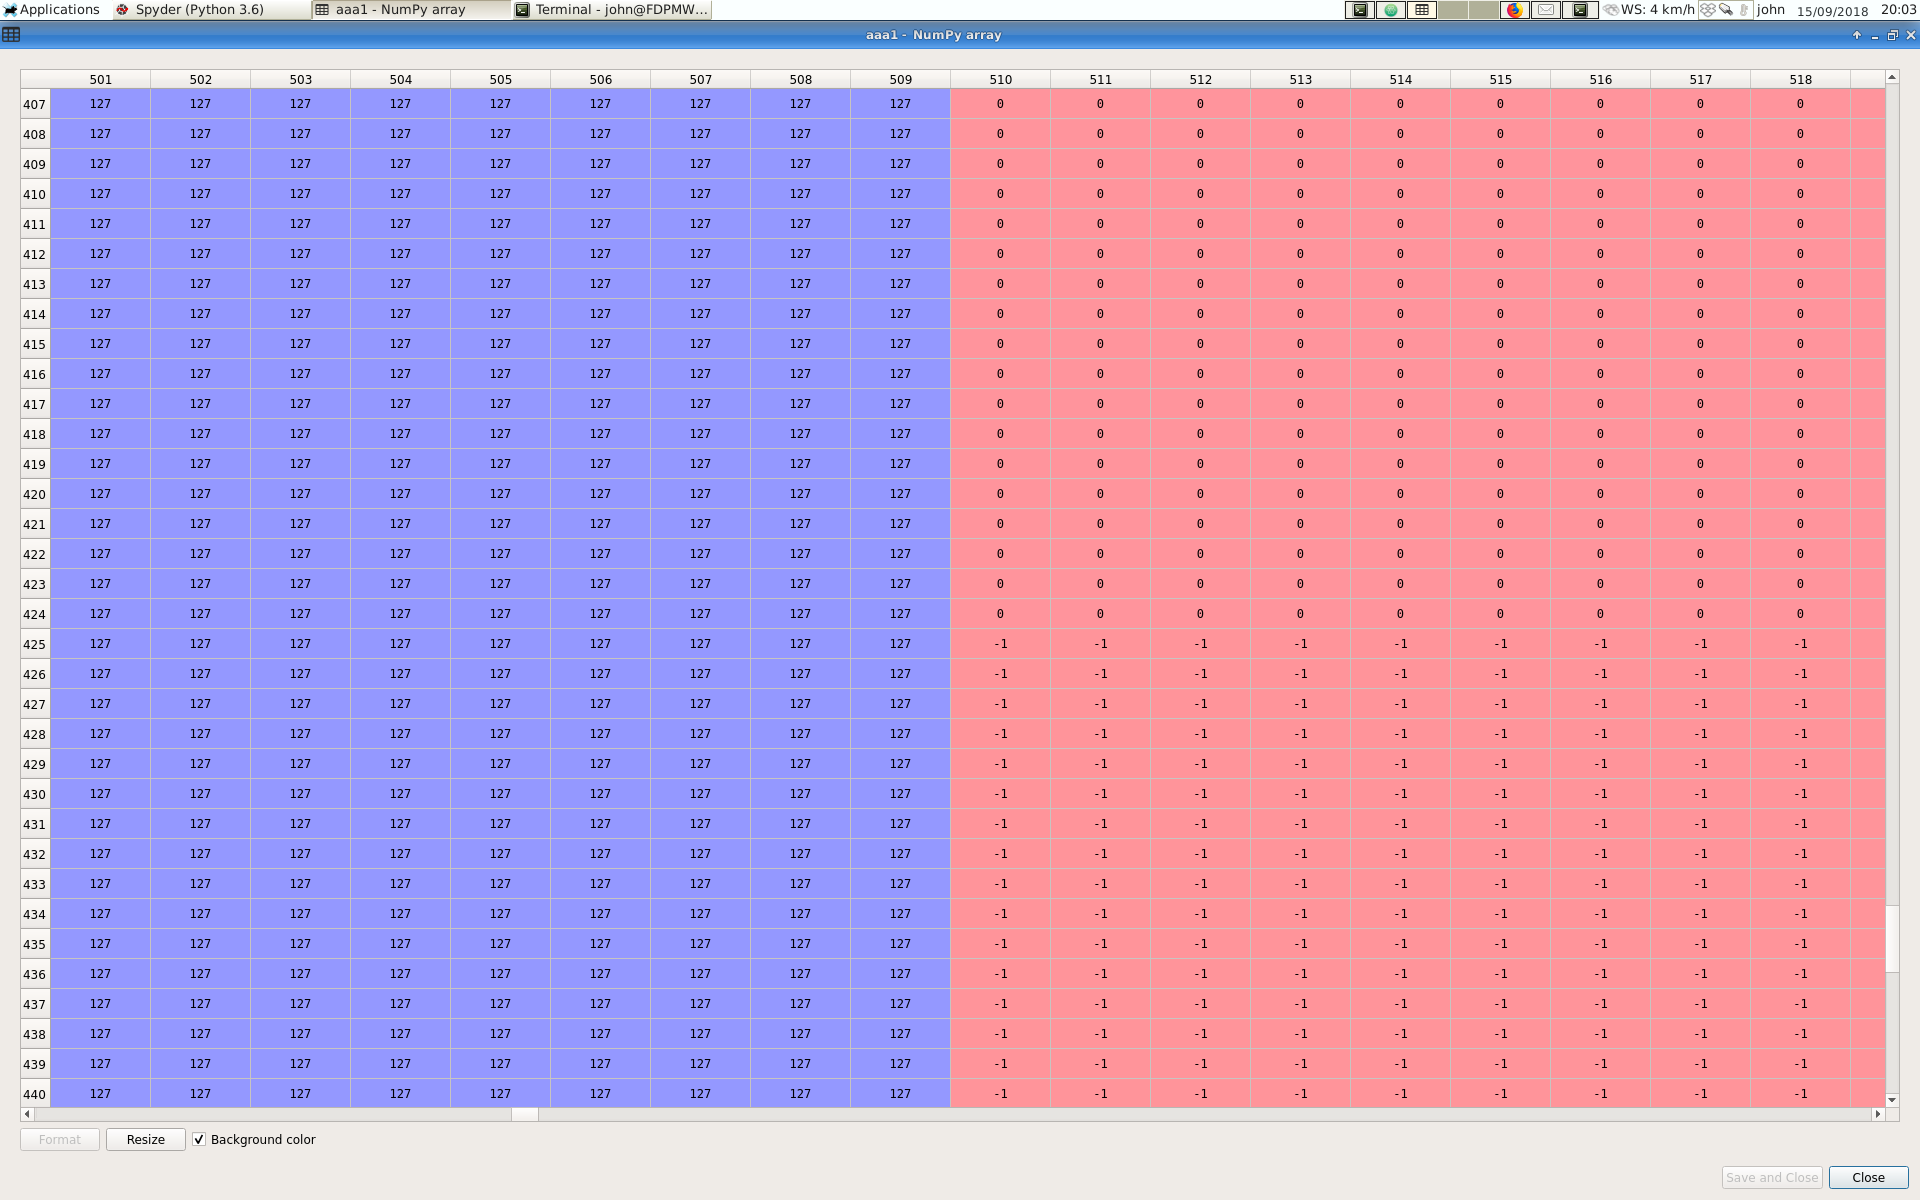 Applications Spyder (Python 3.6) aaa1 - NumPy array Terminal - john@FDPMW... WS: 4 km/h john 15/09/2018 20:03
aaa1 - NumPy array
501 502 503 504 505 506 507 508 509 510 511 512 513 514 515 516 517 518
407 127 127 127 127 127 127 127 127 127 0 0 0 0 0 0 0 0 0
408 127 127 127 127 127 127 127 127 127 0 0 0 0 0 0 0 0 0
409 127 127 127 127 127 127 127 127 127 0 0 0 0 0 0 0 0 0
410 127 127 127 127 127 127 127 127 127 0 0 0 0 0 0 0 0 0
411 127 127 127 127 127 127 127 127 127 0 0 0 0 0 0 0 0 0
412 127 127 127 127 127 127 127 127 127 0 0 0 0 0 0 0 0 0
413 127 127 127 127 127 127 127 127 127 0 0 0 0 0 0 0 0 0
414 127 127 127 127 127 127 127 127 127 0 0 0 0 0 0 0 0 0
415 127 127 127 127 127 127 127 127 127 0 0 0 0 0 0 0 0 0
416 127 127 127 127 127 127 127 127 127 0 0 0 0 0 0 0 0 0
417 127 127 127 127 127 127 127 127 127 0 0 0 0 0 0 0 0 0
418 127 127 127 127 127 127 127 127 127 0 0 0 0 0 0 0 0 0
419 127 127 127 127 127 127 127 127 127 0 0 0 0 0 0 0 0 0
420 127 127 127 127 127 127 127 127 127 0 0 0 0 0 0 0 0 0
421 127 127 127 127 127 127 127 127 127 0 0 0 0 0 0 0 0 0
422 127 127 127 127 127 127 127 127 127 0 0 0 0 0 0 0 0 0
423 127 127 127 127 127 127 127 127 127 0 0 0 0 0 0 0 0 0
424 127 127 127 127 127 127 127 127 127 0 0 0 0 0 0 0 0 0
425 127 127 127 127 127 127 127 127 127 -1 -1 -1 -1 -1 -1 -1 -1 -1
426 127 127 127 127 127 127 127 127 127 -1 -1 -1 -1 -1 -1 -1 -1 -1
427 127 127 127 127 127 127 127 127 127 -1 -1 -1 -1 -1 -1 -1 -1 -1
428 127 127 127 127 127 127 127 127 127 -1 -1 -1 -1 -1 -1 -1 -1 -1
429 127 127 127 127 127 127 127 127 127 -1 -1 -1 -1 -1 -1 -1 -1 -1
430 127 127 127 127 127 127 127 127 127 -1 -1 -1 -1 -1 -1 -1 -1 -1
431 127 127 127 127 127 127 127 127 127 -1 -1 -1 -1 -1 -1 -1 -1 -1
432 127 127 127 127 127 127 127 127 127 -1 -1 -1 -1 -1 -1 -1 -1 -1
433 127 127 127 127 127 127 127 127 127 -1 -1 -1 -1 -1 -1 -1 -1 -1
434 127 127 127 127 127 127 127 127 127 -1 -1 -1 -1 -1 -1 -1 -1 -1
435 127 127 127 127 127 127 127 127 127 -1 -1 -1 -1 -1 -1 -1 -1 -1
436 127 127 127 127 127 127 127 127 127 -1 -1 -1 -1 -1 -1 -1 -1 -1
437 127 127 127 127 127 127 127 127 127 -1 -1 -1 -1 -1 -1 -1 -1 -1
438 127 127 127 127 127 127 127 127 127 -1 -1 -1 -1 -1 -1 -1 -1 -1
439 127 127 127 127 127 127 127 127 127 -1 -1 -1 -1 -1 -1 -1 -1 -1
440 127 127 127 127 127 127 127 127 127 -1 -1 -1 -1 -1 -1 -1 -1 -1
Format Resize Background color
Save and Close Close